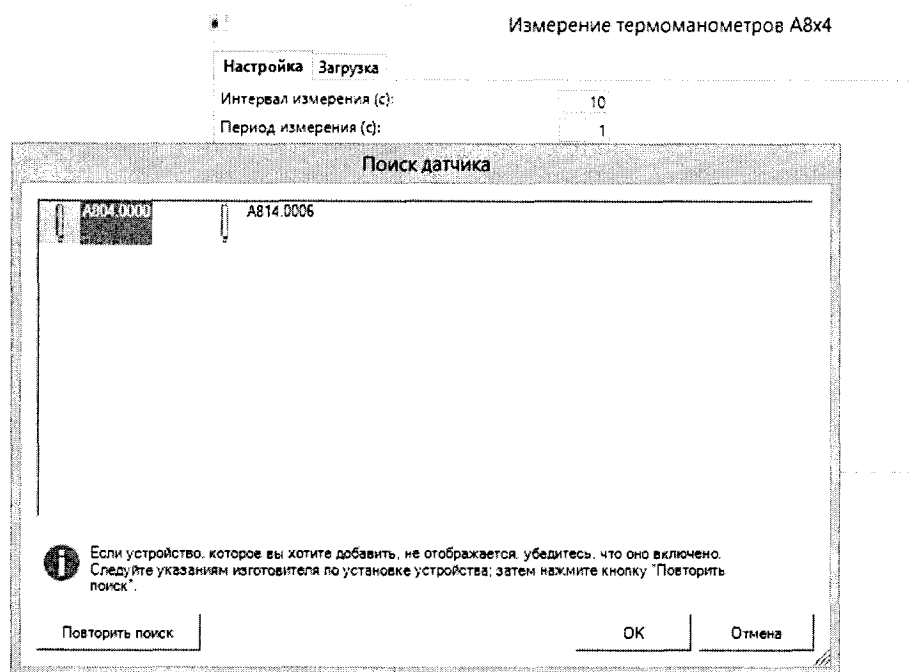 Измерение термоманометров А8х4
Настройка Загрузка
Интервал измерения (с): 10
Период измерения (с): 1
Поиск датчика
A804.0000 A814.0006
Если устройство, которое вы хотите добавить, не отображается, убедитесь, что оно включено.
Следуйте указаниям изготовителя по установке устройства; затем нажмите кнопку "Повторить
поиск".
Повторить поиск OK Отмена